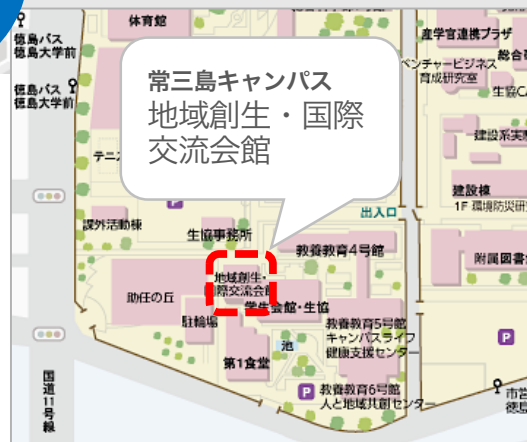 体育館
徳島バス
徳島大学前
徳島バス
徳島大学前
常三島キャンパス
地域創生・国際
交流会館
産学官連携プラザ
ベンチャービジネス
育成研究室
総合
生協
テニ
建設系実
建設棟
1F 環境防災研
P
出入口
課外活動棟
生協事務所
教養教育4号館
附属図書
地域創生・
国際交流会館
助任の丘
学生会館・生協
駐輪場
池
教養教育5号館
キャンパスライフ
健康支援センター
P
第1食堂
国道11号線
P
教養教育6号館
人と地域共創センター
市営
徳島